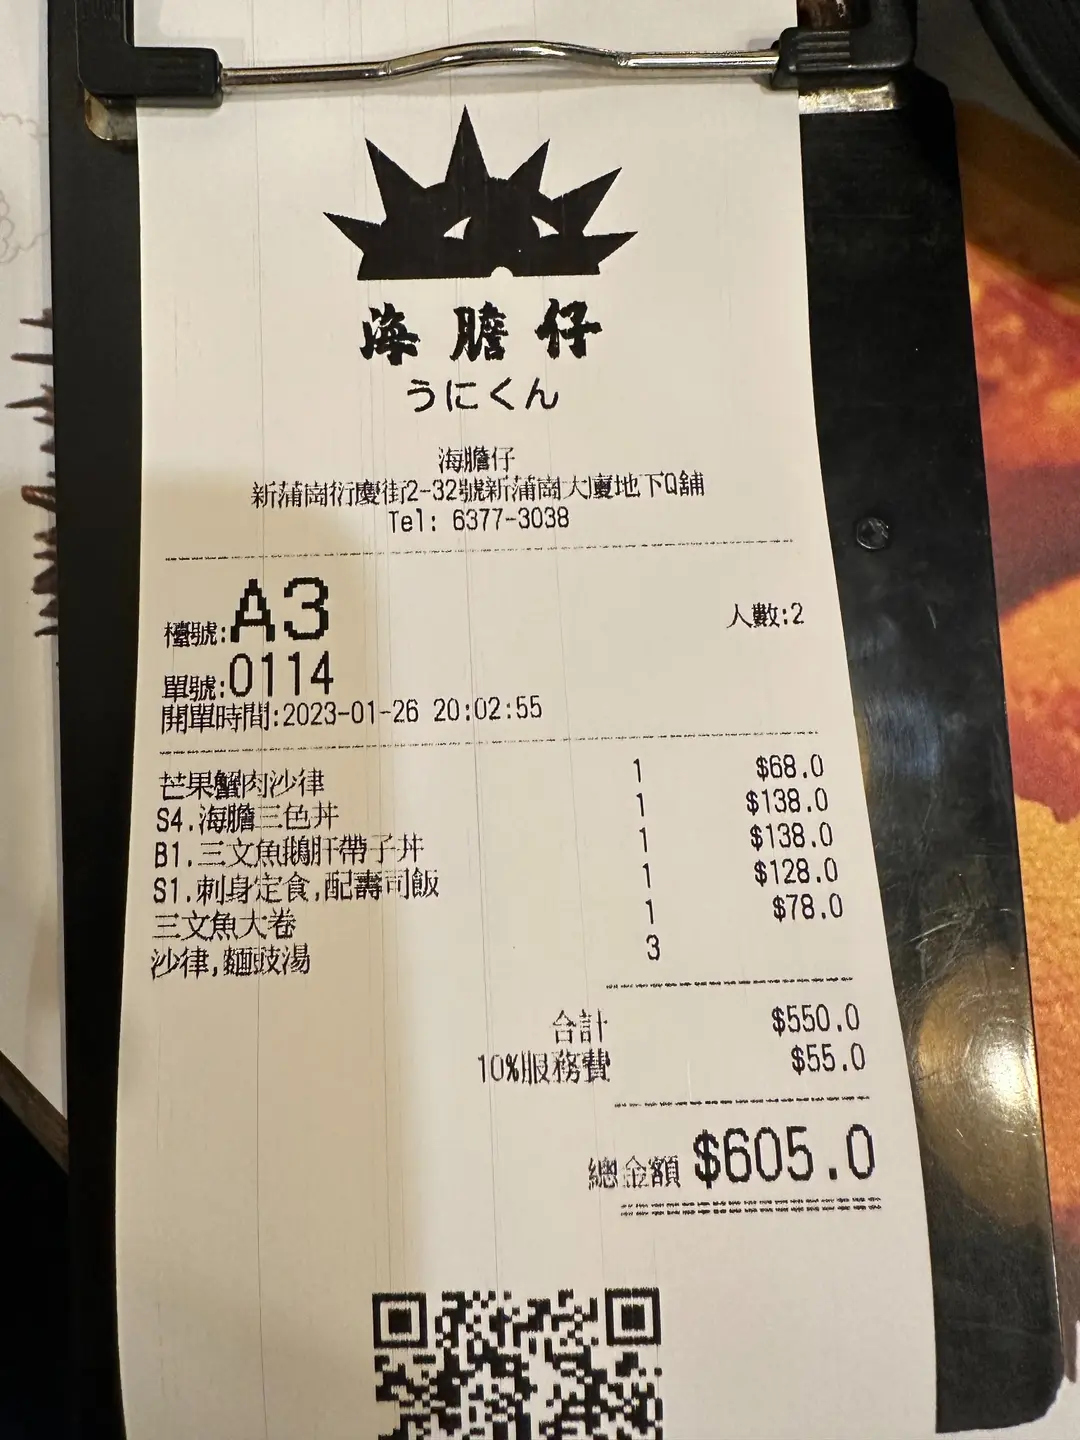 海膽仔
うにくん
海膽仔
新蒲崗衍慶街2-32號新蒲崗大廈地下Q舖
Tel: 6377-3038
檯號:A3 人數:2
單號:0114
開單時間:2023-01-26 20:02:55
芒果蟹肉沙律 1 $68.0
S4.海膽三色丼 1 $138.0
B1.三文魚鵝肝帶子丼 1 $138.0
S1.刺身定食,配壽司飯 1 $128.0
三文魚大卷 1 $78.0
沙律,麵豉湯 3
合計 $550.0
10%服務費 $55.0
總金額 $605.0